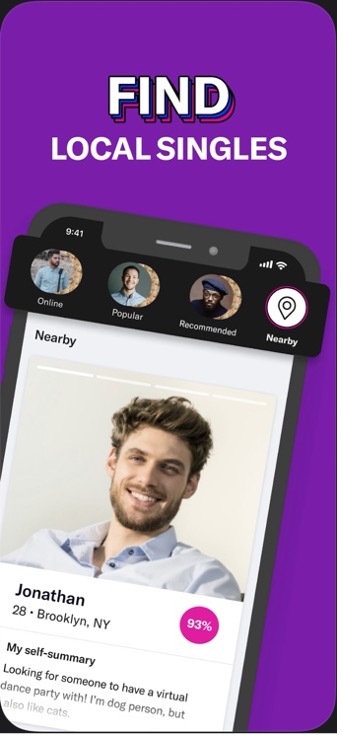 FIND
LOCAL SINGLES
9:41
Online
Popular
Recommended
Nearby
Nearby
Jonathan
28 • Brooklyn, NY
93%
My self-summary
Looking for someone to have a virtual
dance party with! I'm dog person, but
also like cats.